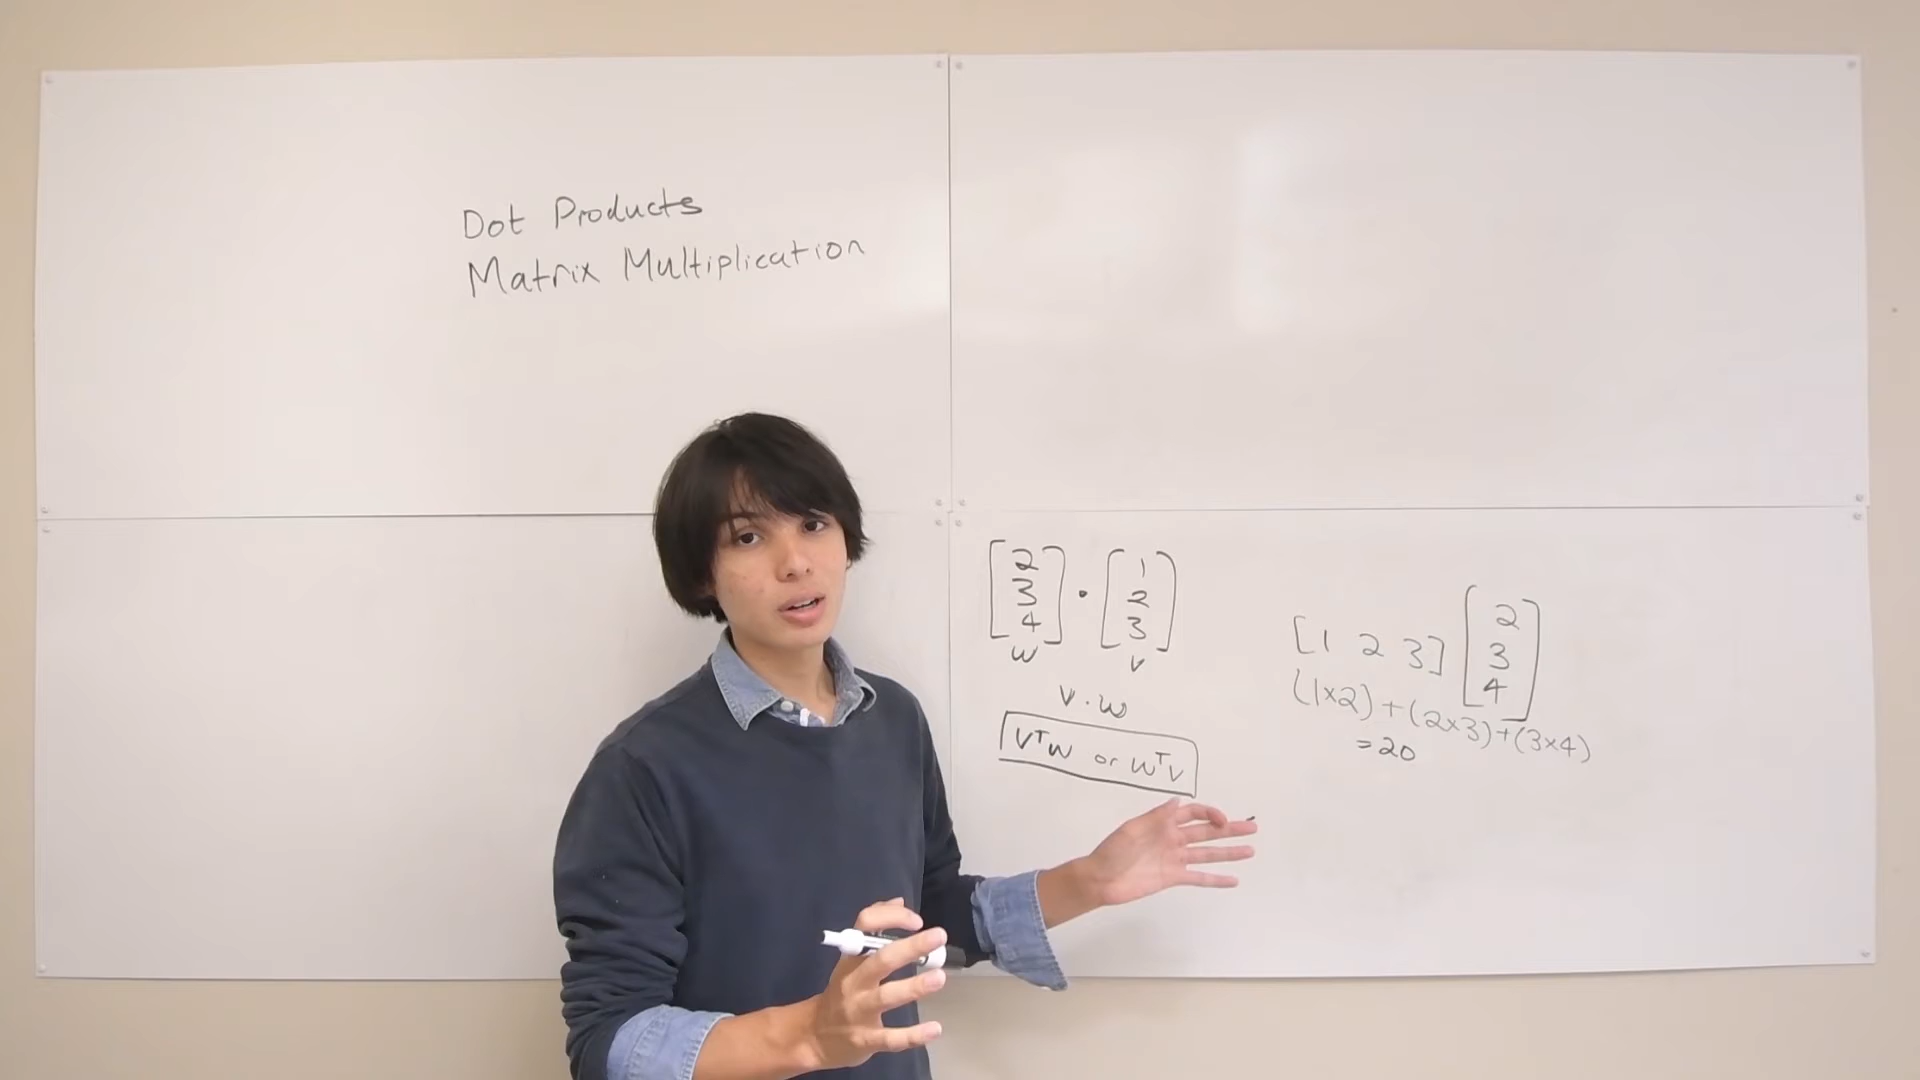 Dot Products
Matrix Multiplication
[2 3 4] · [1 2 3]
w v
v · w
vᵀw or wᵀv
[1 2 3] [2 3 4]
(1×2)+(2×3)+(3×4)
=20